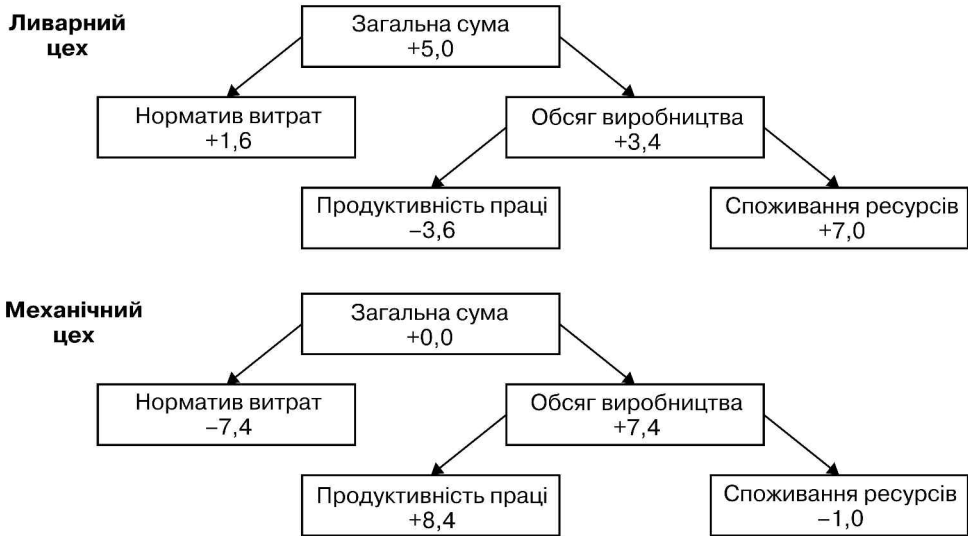 Ливарний
цех
Загальна сума
+5,0
Норматив витрат
+1,6
Обсяг виробництва
+3,4
Продуктивність праці
−3,6
Споживання ресурсів
+7,0
Механічний
цех
Загальна сума
+0,0
Норматив витрат
−7,4
Обсяг виробництва
+7,4
Продуктивність праці
+8,4
Споживання ресурсів
−1,0